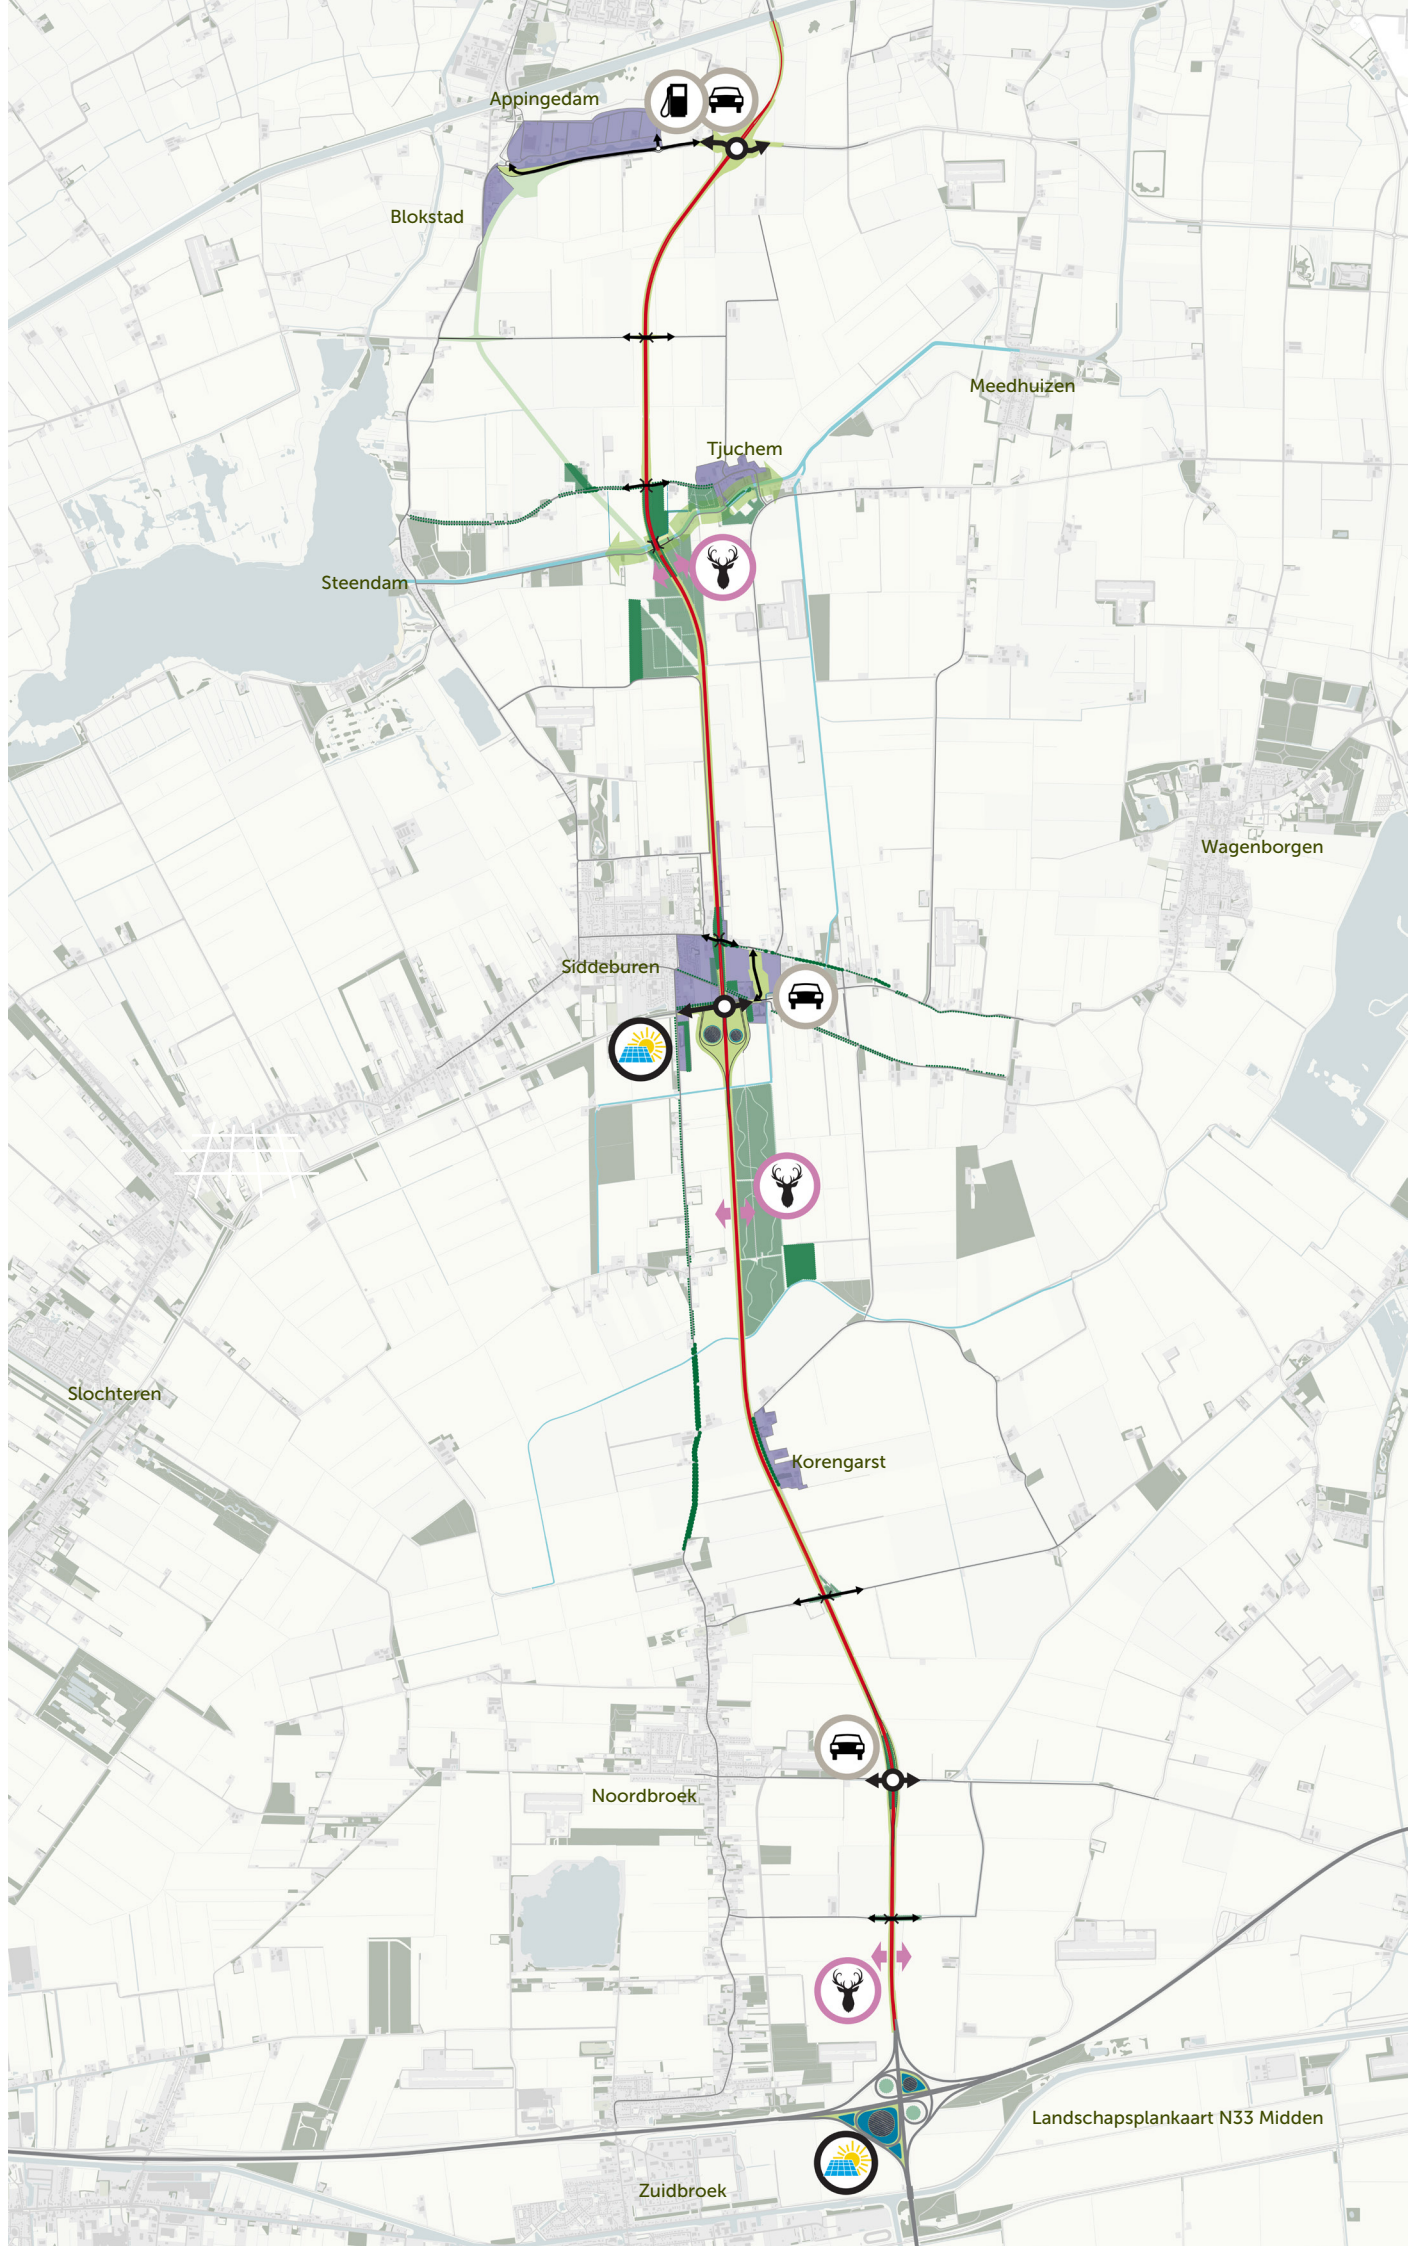 Appingedam
Blokstad
Meedhuizen
Tjuchem
Steendam
Wagenborgen
Siddeburen
Slochteren
Korengarst
Noordbroek
Landschapsplankaart N33 Midden
Zuidbroek